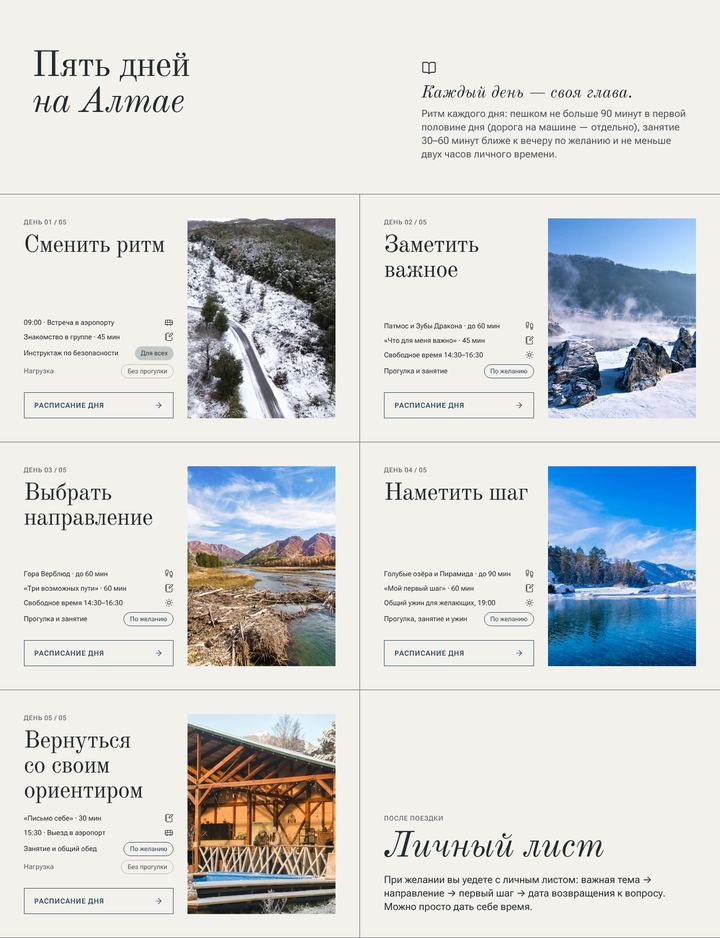 Пять дней
на Алтае
Каждый день — своя глава.
Ритм каждого дня: пешком не больше 90 минут в первой
половине дня (дорога на машине — отдельно), занятие
30–60 минут ближе к вечеру по желанию и не меньше
двух часов личного времени.
ДЕНЬ 01 / 05
Сменить ритм
09:00 · Встреча в аэропорту
Знакомство в группе · 45 мин
Инструктаж по безопасности Для всех
Нагрузка Без прогулки
РАСПИСАНИЕ ДНЯ →
ДЕНЬ 02 / 05
Заметить
важное
Патмос и Зубы Дракона · до 60 мин
«Что для меня важно» · 45 мин
Свободное время 14:30–16:30
Прогулка и занятие По желанию
РАСПИСАНИЕ ДНЯ →
ДЕНЬ 03 / 05
Выбрать
направление
Гора Верблюд · до 60 мин
«Три возможных пути» · 60 мин
Свободное время 14:30–16:30
Прогулка и занятие По желанию
РАСПИСАНИЕ ДНЯ →
ДЕНЬ 04 / 05
Наметить шаг
Голубые озёра и Пирамида · до 90 мин
«Мой первый шаг» · 60 мин
Общий ужин для желающих, 19:00
Прогулка, занятие и ужин По желанию
РАСПИСАНИЕ ДНЯ →
ДЕНЬ 05 / 05
Вернуться
со своим
ориентиром
«Письмо себе» · 30 мин
15:30 · Выезд в аэропорт
Занятие и общий обед По желанию
Нагрузка Без прогулки
РАСПИСАНИЕ ДНЯ →
ПОСЛЕ ПОЕЗДКИ
Личный лист
При желании вы уедете с личным листом: важная тема →
направление → первый шаг → дата возвращения к вопросу.
Можно просто дать себе время.